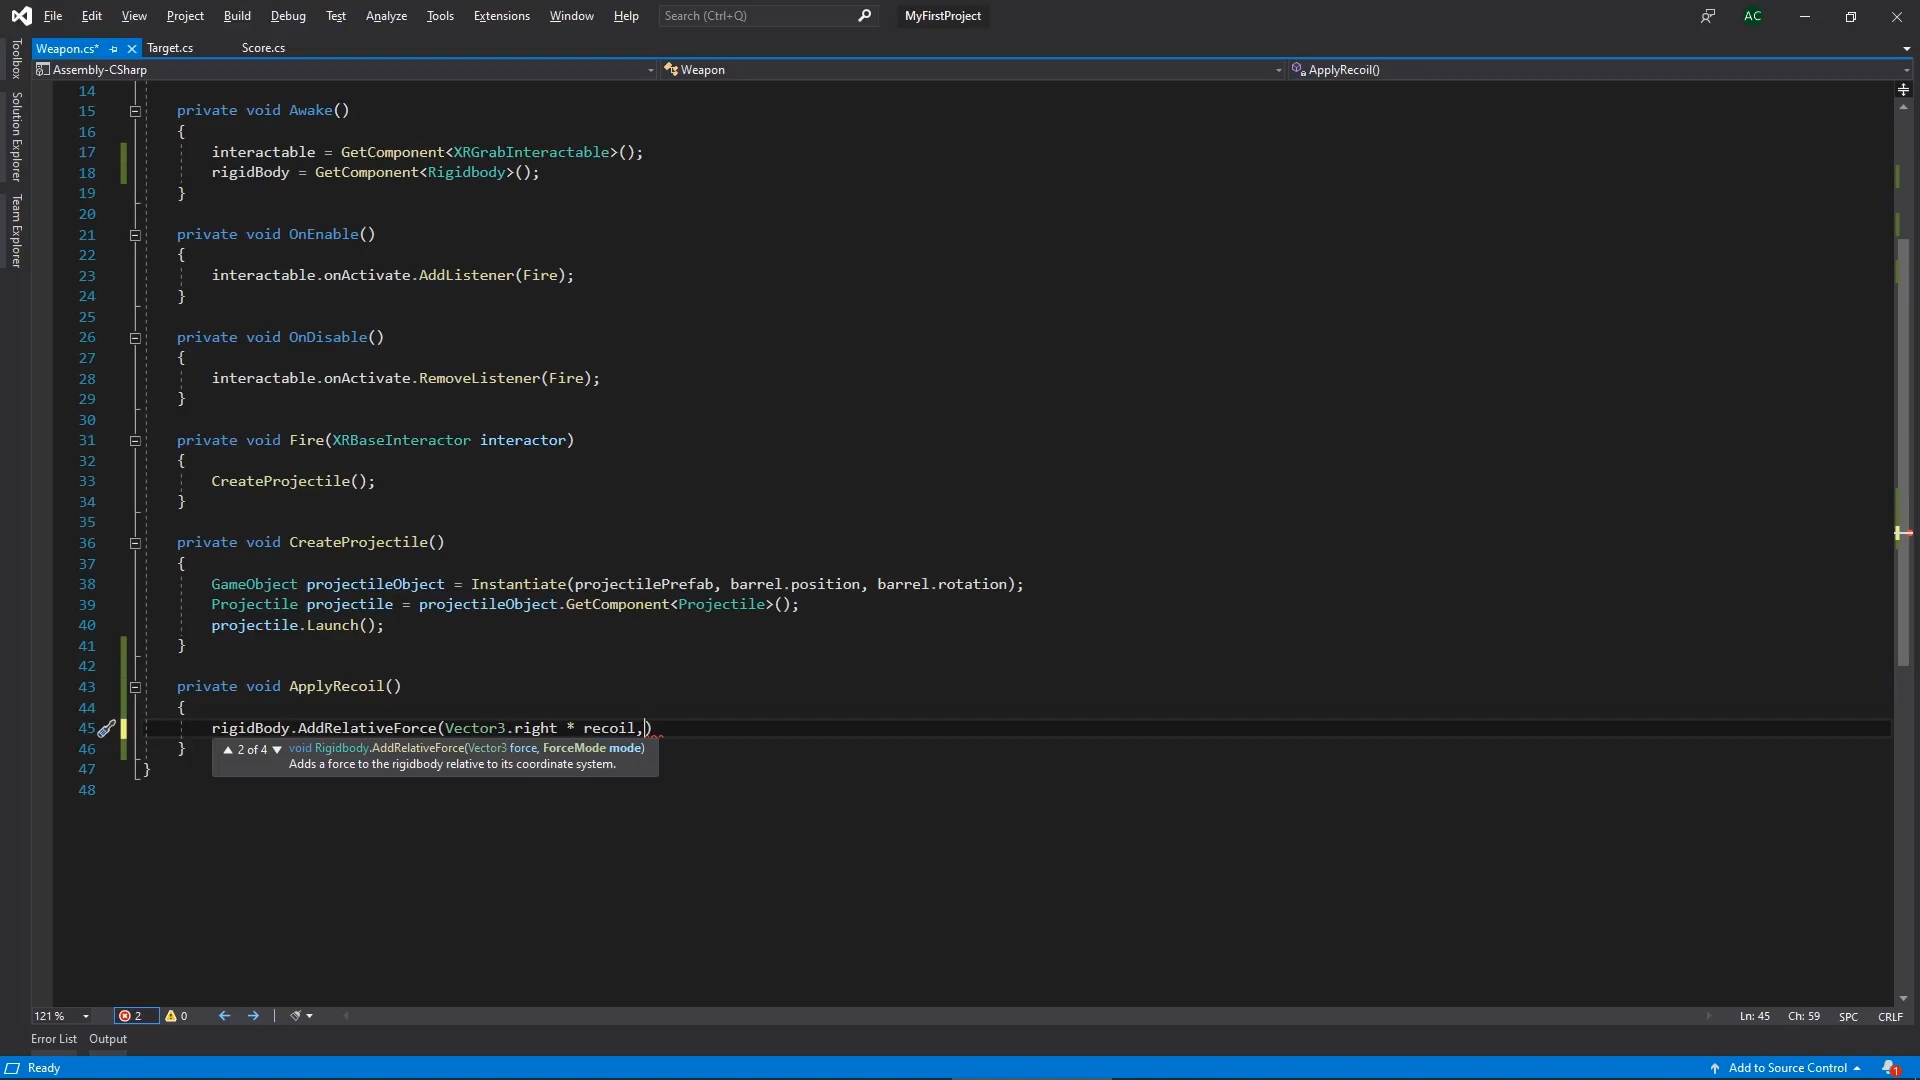 File Edit View Project Build Debug Test Analyze Tools Extensions Window Help Search (Ctrl+Q) MyFirstProject AC
Weapon.cs* Target.cs Score.cs
Assembly-CSharp Weapon ApplyRecoil()
Toolbox
Solution Explorer
Team Explorer
14
15 private void Awake()
16 {
17 interactable = GetComponent<XRGrabInteractable>();
18 rigidBody = GetComponent<Rigidbody>();
19 }
20
21 private void OnEnable()
22 {
23 interactable.onActivate.AddListener(Fire);
24 }
25
26 private void OnDisable()
27 {
28 interactable.onActivate.RemoveListener(Fire);
29 }
30
31 private void Fire(XRBaseInteractor interactor)
32 {
33 CreateProjectile();
34 }
35
36 private void CreateProjectile()
37 {
38 GameObject projectileObject = Instantiate(projectilePrefab, barrel.position, barrel.rotation);
39 Projectile projectile = projectileObject.GetComponent<Projectile>();
40 projectile.Launch();
41 }
42
43 private void ApplyRecoil()
44 {
45 rigidBody.AddRelativeForce(Vector3.right * recoil,)
46 }
▲ 2 of 4 ▼ void Rigidbody.AddRelativeForce(Vector3 force, ForceMode mode)
Adds a force to the rigidbody relative to its coordinate system.
47 }
48
121 % 2 0 Ln: 45 Ch: 59 SPC CRLF
Error List Output
Ready Add to Source Control 1